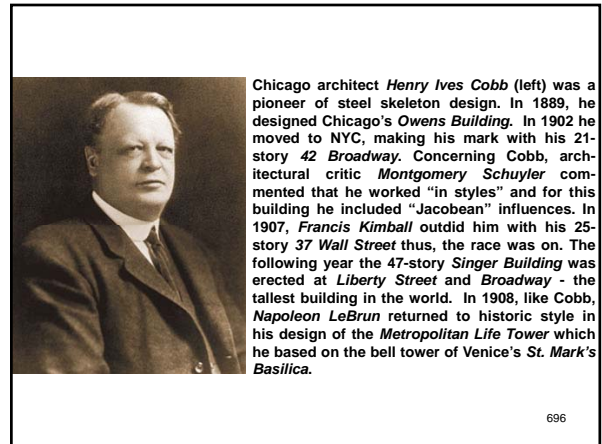 Chicago architect Henry Ives Cobb (left) was a
pioneer of steel skeleton design. In 1889, he
designed Chicago's Owens Building. In 1902 he
moved to NYC, making his mark with his 21-
story 42 Broadway. Concerning Cobb, arch-
itectural critic Montgomery Schuyler com-
mented that he worked "in styles" and for this
building he included "Jacobean" influences. In
1907, Francis Kimball outdid him with his 25-
story 37 Wall Street thus, the race was on. The
following year the 47-story Singer Building was
erected at Liberty Street and Broadway - the
tallest building in the world. In 1908, like Cobb,
Napoleon LeBrun returned to historic style in
his design of the Metropolitan Life Tower which
he based on the bell tower of Venice's St. Mark's
Basilica.
696